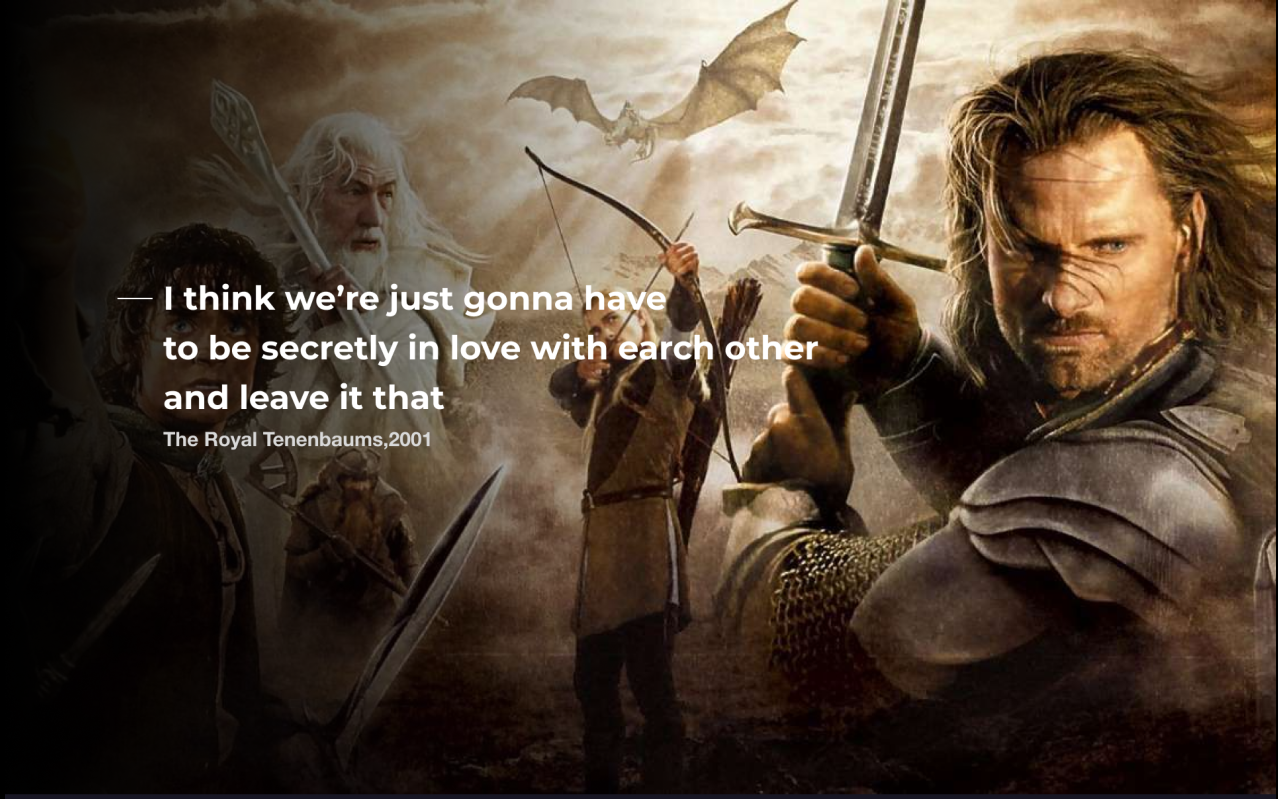 I think we’re just gonna have
to be secretly in love with earch other
and leave it that
The Royal Tenenbaums,2001